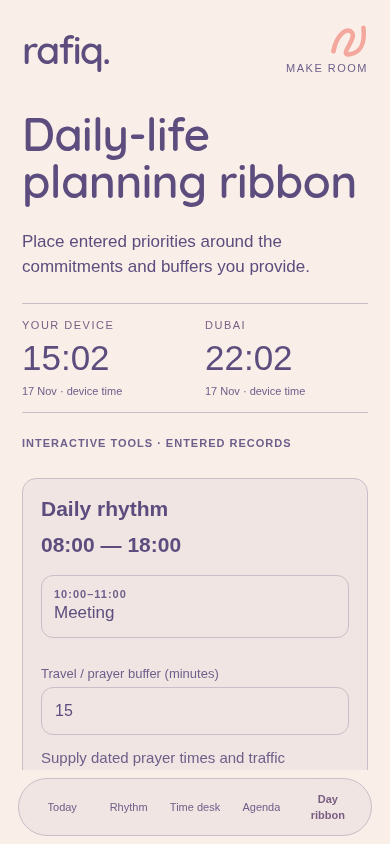 rafiq.
MAKE ROOM
Daily-life
planning ribbon
Place entered priorities around the
commitments and buffers you provide.
YOUR DEVICE
15:02
17 Nov · device time
DUBAI
22:02
17 Nov · device time
INTERACTIVE TOOLS · ENTERED RECORDS
Daily rhythm
08:00 — 18:00
10:00–11:00
Meeting
Travel / prayer buffer (minutes)
15
Supply dated prayer times and traffic
Today
Rhythm
Time desk
Agenda
Day
ribbon